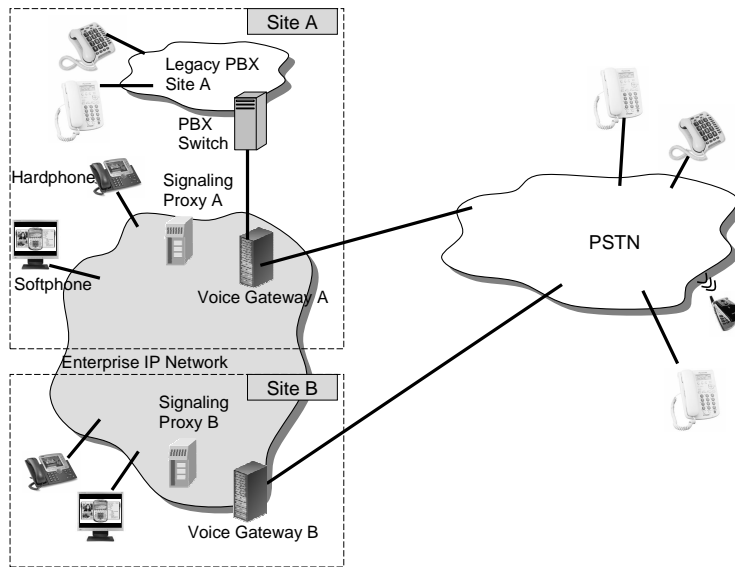 Site A
Legacy PBX
Site A
PBX
Switch
Hardphone
Signaling
Proxy A
PSTN
Softphone
Voice Gateway A
Enterprise IP Network
Site B
Signaling
Proxy B
Voice Gateway B